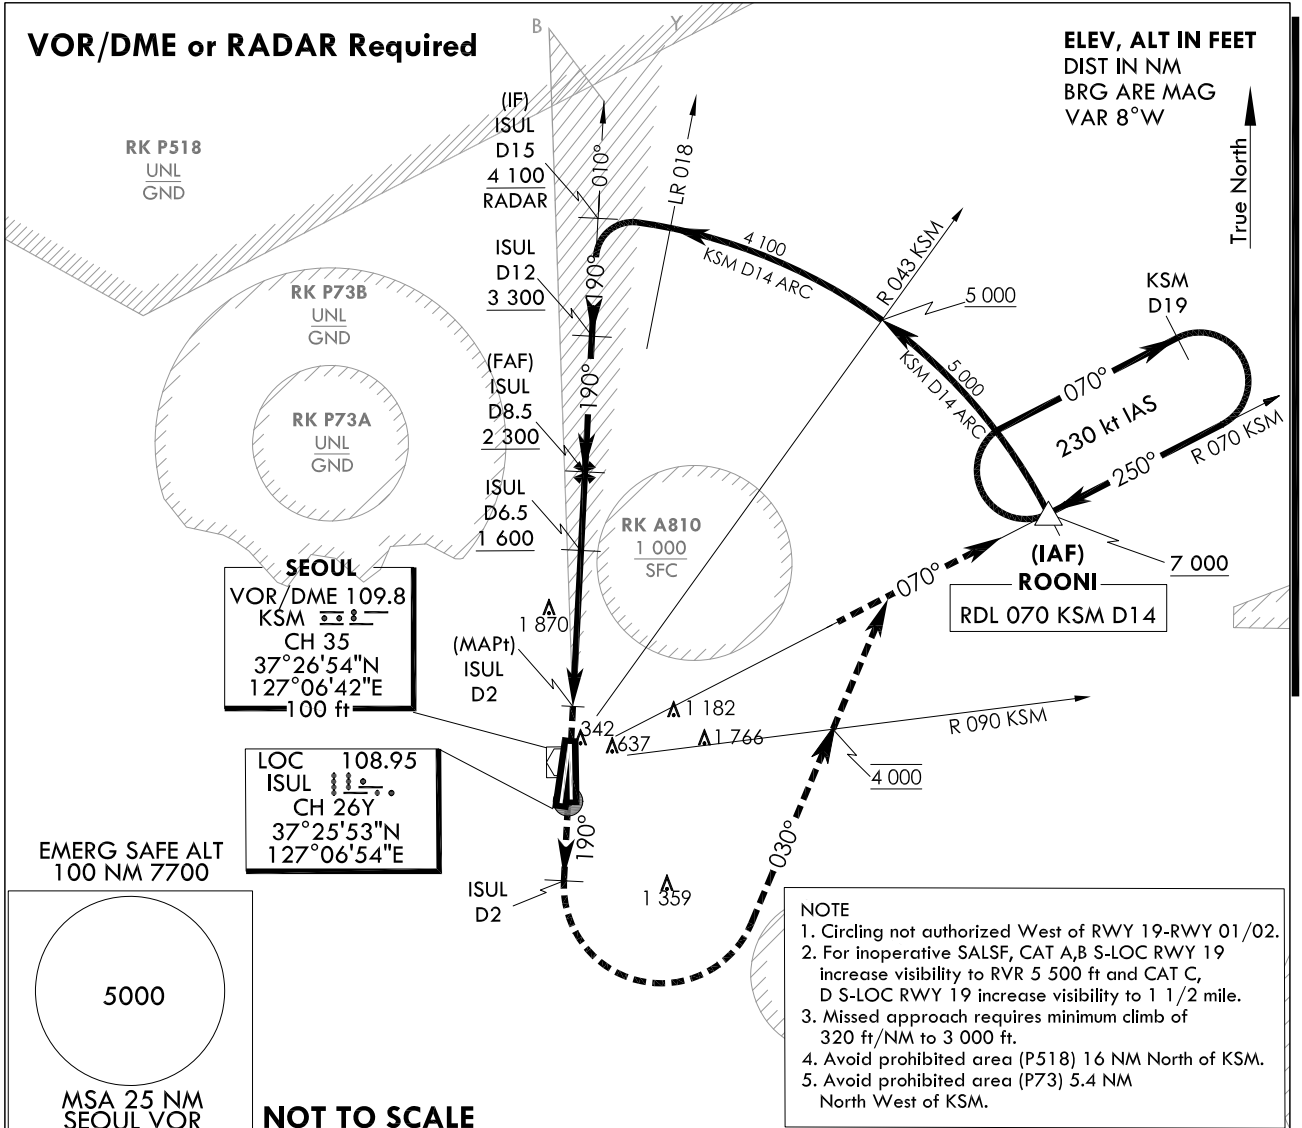 B
Y
VOR/DME or RADAR Required
ELEV, ALT IN FEET
DIST IN NM
BRG ARE MAG
VAR 8°W
True North
RK P518
UNL
GND
(IF)
ISUL
D15
4 100
RADAR
010°
LR 018
4 100
KSM D14 ARC
R 043 KSM
5 000
ISUL
D12
3 300
190°
KSM
D19
RK P73B
UNL
GND
(FAF)
ISUL
D8.5
2 300
190°
5 000
KSM D14 ARC
070°
230 kt IAS
250°
R 070 KSM
RK P73A
UNL
GND
ISUL
D6.5
1 600
RK A810
1 000
SFC
070°
(IAF)
ROONI
RDL 070 KSM D14
7 000
SEOUL
VOR/DME 109.8
KSM
CH 35
37°26'54"N
127°06'42"E
100 ft
1 870
(MAPt)
ISUL
D2
1 182
342
637
1 766
R 090 KSM
4 000
LOC 108.95
ISUL
CH 26Y
37°25'53"N
127°06'54"E
190°
030°
ISUL
D2
1 359
EMERG SAFE ALT
100 NM 7700
5000
MSA 25 NM
SEOUL VOR
NOT TO SCALE
NOTE
1. Circling not authorized West of RWY 19-RWY 01/02.
2. For inoperative SALSF, CAT A,B S-LOC RWY 19
increase visibility to RVR 5 500 ft and CAT C,
D S-LOC RWY 19 increase visibility to 1 1/2 mile.
3. Missed approach requires minimum climb of
320 ft/NM to 3 000 ft.
4. Avoid prohibited area (P518) 16 NM North of KSM.
5. Avoid prohibited area (P73) 5.4 NM
North West of KSM.